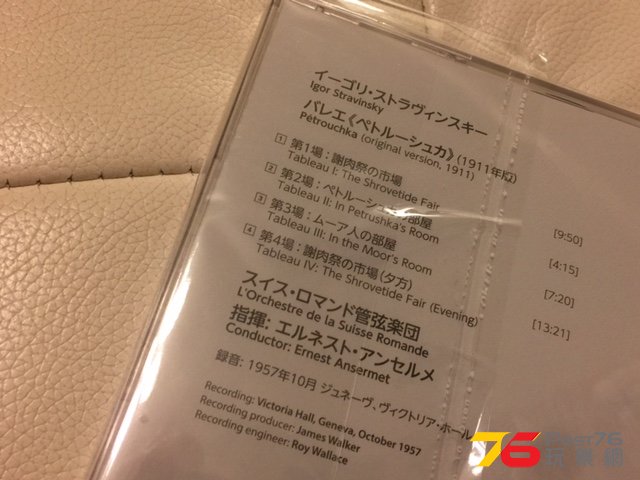 イーゴリ・ストラヴィンスキー
Igor Stravinsky
バレエ《ペトルーシュカ》(1911年版)
Pétrouchka (original version, 1911)
1 第1場：謝肉祭の市場
Tableau I: The Shrovetide Fair [9:50]
2 第2場：ペトルーシュカの部屋
Tableau II: In Petrushka's Room [4:15]
3 第3場：ムーア人の部屋
Tableau III: In the Moor's Room [7:20]
4 第4場：謝肉祭の市場(夕方)
Tableau IV: The Shrovetide Fair (Evening) [13:21]
スイス・ロマンド管弦楽団
L'Orchestre de la Suisse Romande
指揮：エルネスト・アンセルメ
Conductor: Ernest Ansermet
録音：1957年10月 ジュネーヴ、ヴィクトリア・ホール
Recording: Victoria Hall, Geneva, October 1957
Recording producer: James Walker
Recording engineer: Roy Wallace
76
玩樂網